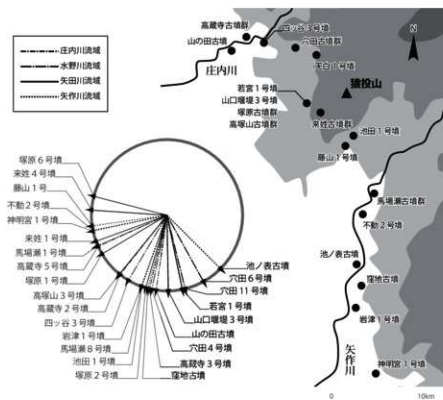 庄内川流域
水野川流域
矢田川流域
矢作川流域
高蔵寺古墳群
山の田古墳
四ッ谷3号墳
穴田古墳群
天白1号墳
庄内川
N
猿投山
若宮1号墳
山口堰堤3号墳
塚原古墳群
高塚山古墳群
来姓古墳群
池田1号墳
藤山1号墳
馬場瀬古墳群
不動2号墳
池ノ表古墳
窪地古墳
岩津1号墳
矢作川
神明宮1号墳
0 10km
塚原6号墳
来姓4号墳
藤山1号
不動2号墳
神明宮1号墳
来姓1号墳
馬場瀬1号墳
高蔵寺5号墳
塚原1号墳
高塚山3号墳
高蔵寺2号墳
四ッ谷3号墳
岩津1号墳
馬場瀬8号墳
池田1号墳
塚原2号墳
池ノ表古墳
穴田6号墳
穴田11号墳
若宮1号墳
山口堰堤3号墳
山の田古墳
穴田4号墳
高蔵寺3号墳
窪地古墳